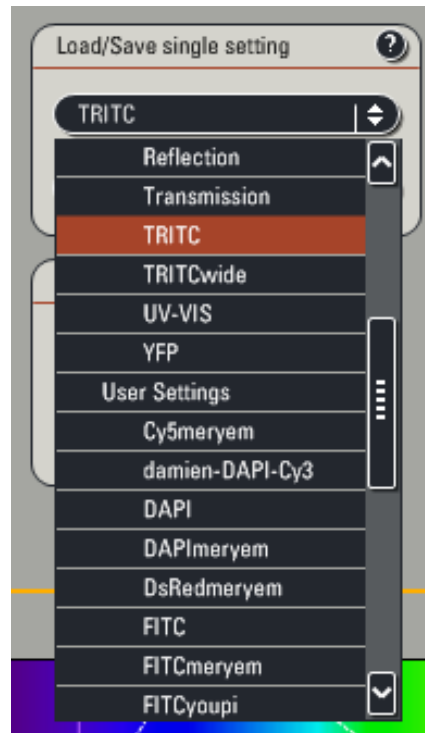 Load/Save single setting ?
TRITC
Reflection
Transmission
TRITC
TRITCwide
UV-VIS
YFP
User Settings
Cy5meryem
damien-DAPI-Cy3
DAPI
DAPImeryem
DsRedmeryem
FITC
FITCmeryem
FITCyoupi